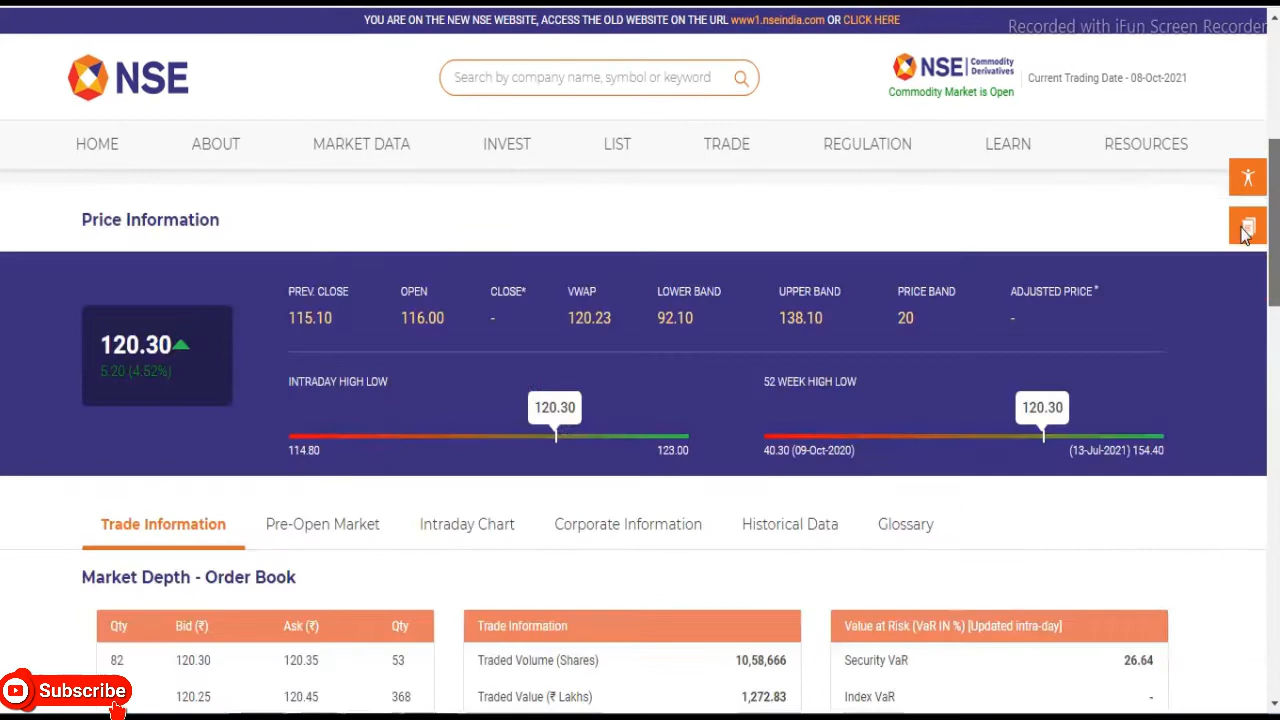 YOU ARE ON THE NEW NSE WEBSITE, ACCESS THE OLD WEBSITE ON THE URL www1.nseindia.com OR CLICK HERE
Recorded with iFun Screen Recorder
NSE
Search by company name, symbol or keyword
NSE Commodity Derivatives
Commodity Market is Open
Current Trading Date - 08-Oct-2021
HOME ABOUT MARKET DATA INVEST LIST TRADE REGULATION LEARN RESOURCES
Price Information
120.30
5.20 (4.52%)
PREV. CLOSE OPEN CLOSE* VWAP LOWER BAND UPPER BAND PRICE BAND ADJUSTED PRICE*
115.10 116.00 - 120.23 92.10 138.10 20 -
INTRADAY HIGH LOW 52 WEEK HIGH LOW
120.30 120.30
114.80 123.00 40.30 (09-Oct-2020) (13-Jul-2021) 154.40
Trade Information Pre-Open Market Intraday Chart Corporate Information Historical Data Glossary
Market Depth - Order Book
Qty Bid (₹) Ask (₹) Qty Trade Information Value at Risk (VaR IN %) [Updated intra-day]
82 120.30 120.35 53 Traded Volume (Shares) 10,58,666 Security VaR 26.64
120.25 120.45 368 Traded Value (₹ Lakhs) 1,272.83 Index VaR -
Subscribe